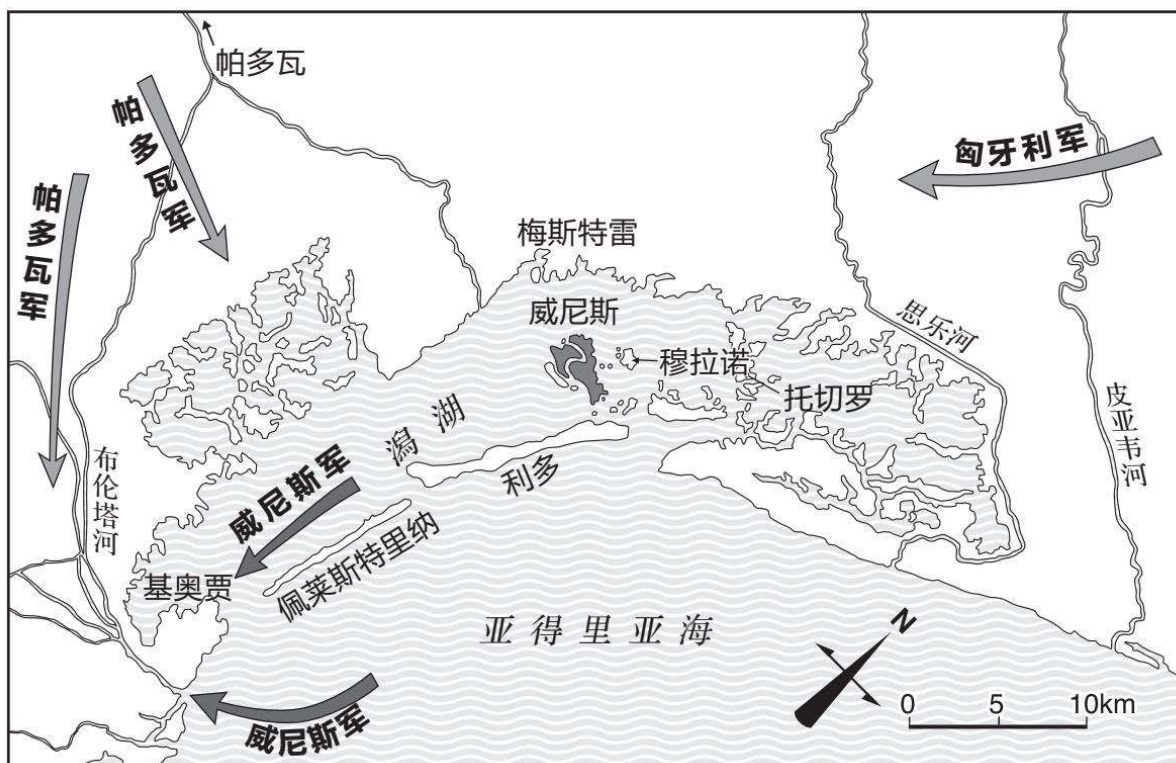 帕多瓦
帕多瓦军
帕多瓦军
匈牙利军
梅斯特雷
威尼斯
穆拉诺
托切罗
思乐河
皮亚韦河
潟湖
利多
布伦塔河
威尼斯军
佩莱斯特里纳
基奥贾
亚得里亚海
威尼斯军
N
0 5 10km